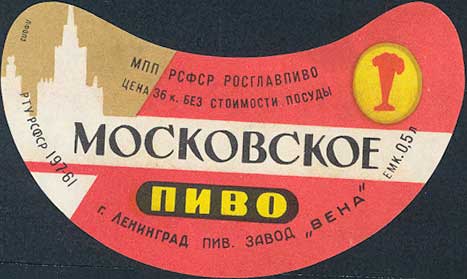 МПП РСФСР РОСГЛАВПИВО
ЦЕНА 36 к. БЕЗ СТОИМОСТИ ПОСУДЫ
РТУ РСФСР 197-61
МОСКОВСКОЕ
ЕМК. 0,5 л
ПИВО
г. ЛЕНИНГРАД ПИВ. ЗАВОД „ВЕНА"